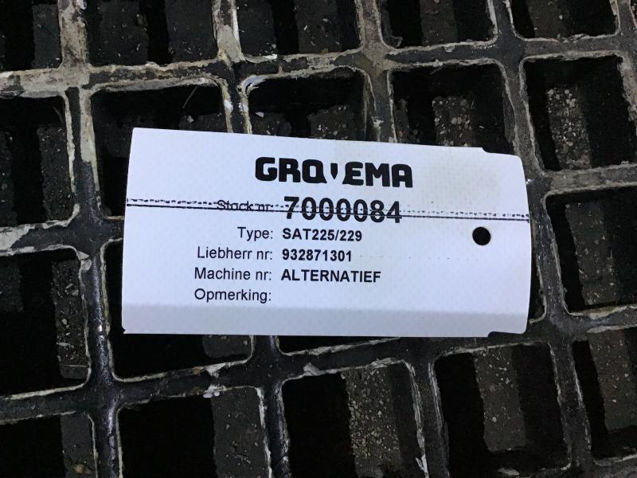 GROVEMA
Stock nr: 7000084
Type: SAT225/229
Liebherr nr: 932871301
Machine nr: ALTERNATIEF
Opmerking: